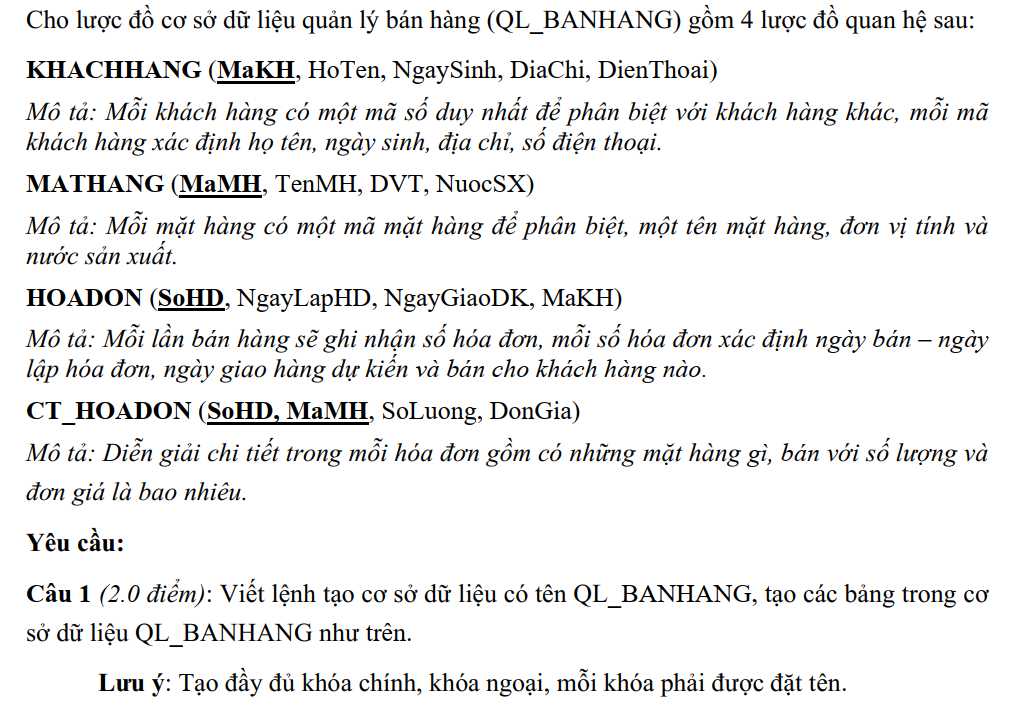 Cho lược đồ cơ sở dữ liệu quản lý bán hàng (QL_BANHANG) gồm 4 lược đồ quan hệ sau:
KHACHHANG (MaKH, HoTen, NgaySinh, DiaChi, DienThoai)
Mô tả: Mỗi khách hàng có một mã số duy nhất để phân biệt với khách hàng khác, mỗi mã
khách hàng xác định họ tên, ngày sinh, địa chỉ, số điện thoại.
MATHANG (MaMH, TenMH, DVT, NuocSX)
Mô tả: Mỗi mặt hàng có một mã mặt hàng để phân biệt, một tên mặt hàng, đơn vị tính và
nước sản xuất.
HOADON (SoHD, NgayLapHD, NgayGiaoDK, MaKH)
Mô tả: Mỗi lần bán hàng sẽ ghi nhận số hóa đơn, mỗi số hóa đơn xác định ngày bán – ngày
lập hóa đơn, ngày giao hàng dự kiến và bán cho khách hàng nào.
CT_HOADON (SoHD, MaMH, SoLuong, DonGia)
Mô tả: Diễn giải chi tiết trong mỗi hóa đơn gồm có những mặt hàng gì, bán với số lượng và
đơn giá là bao nhiêu.
Yêu cầu:
Câu 1 (2.0 điểm): Viết lệnh tạo cơ sở dữ liệu có tên QL_BANHANG, tạo các bảng trong cơ
sở dữ liệu QL_BANHANG như trên.
Lưu ý: Tạo đầy đủ khóa chính, khóa ngoại, mỗi khóa phải được đặt tên.